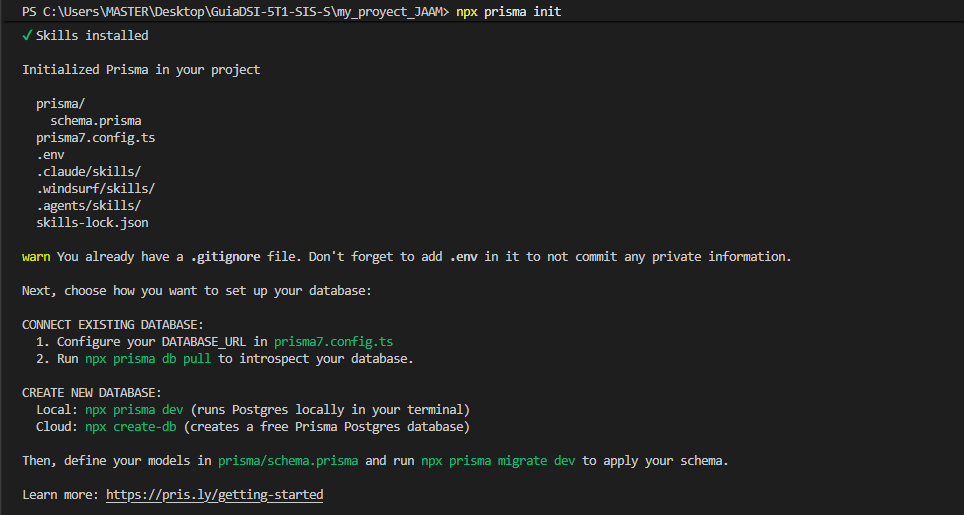 PS C:\Users\MASTER\Desktop\GuiaDSI-5T1-SIS-S\my_proyect_JAAM> npx prisma init
✓ Skills installed
Initialized Prisma in your project
prisma/
schema.prisma
prisma7.config.ts
.env
.claude/skills/
.windsurf/skills/
.agents/skills/
skills-lock.json
warn You already have a .gitignore file. Don't forget to add .env in it to not commit any private information.
Next, choose how you want to set up your database:
CONNECT EXISTING DATABASE:
1. Configure your DATABASE_URL in prisma7.config.ts
2. Run npx prisma db pull to introspect your database.
CREATE NEW DATABASE:
Local: npx prisma dev (runs Postgres locally in your terminal)
Cloud: npx create-db (creates a free Prisma Postgres database)
Then, define your models in prisma/schema.prisma and run npx prisma migrate dev to apply your schema.
Learn more: https://pris.ly/getting-started